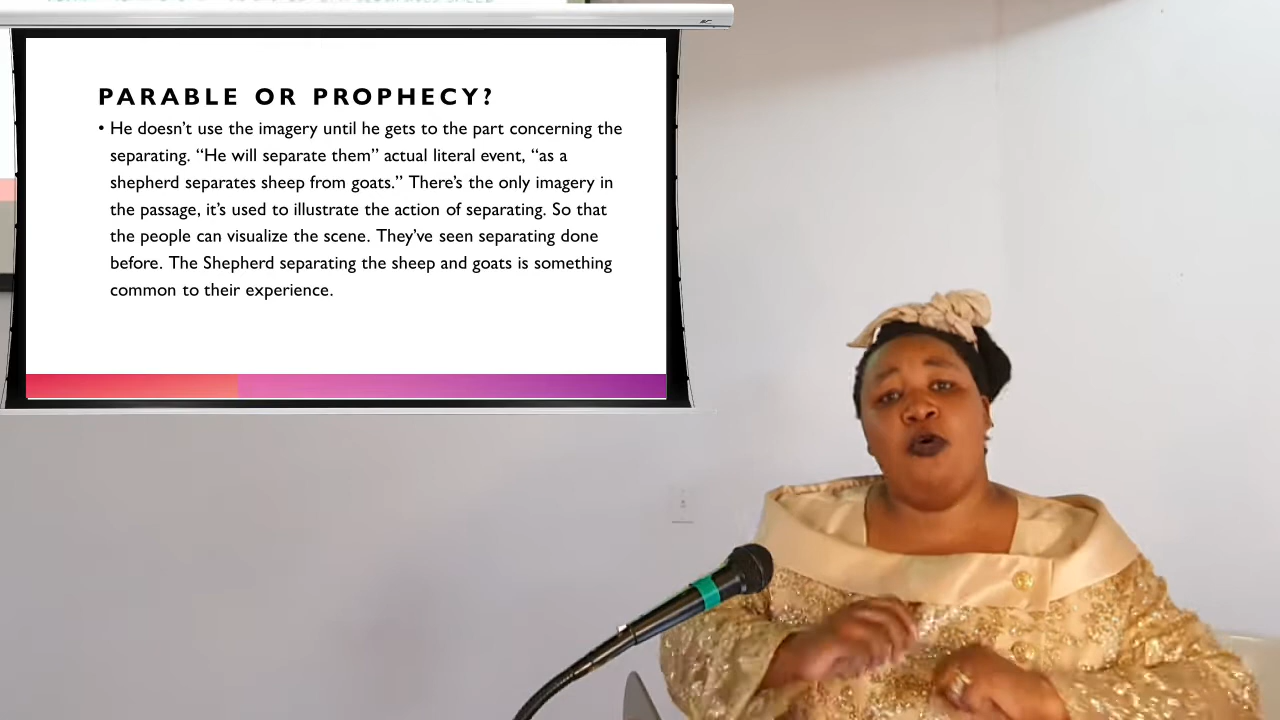 PARABLE OR PROPHECY?
• He doesn’t use the imagery until he gets to the part concerning the
separating. “He will separate them” actual literal event, “as a
shepherd separates sheep from goats.” There’s the only imagery in
the passage, it’s used to illustrate the action of separating. So that
the people can visualize the scene. They’ve seen separating done
before. The Shepherd separating the sheep and goats is something
common to their experience.